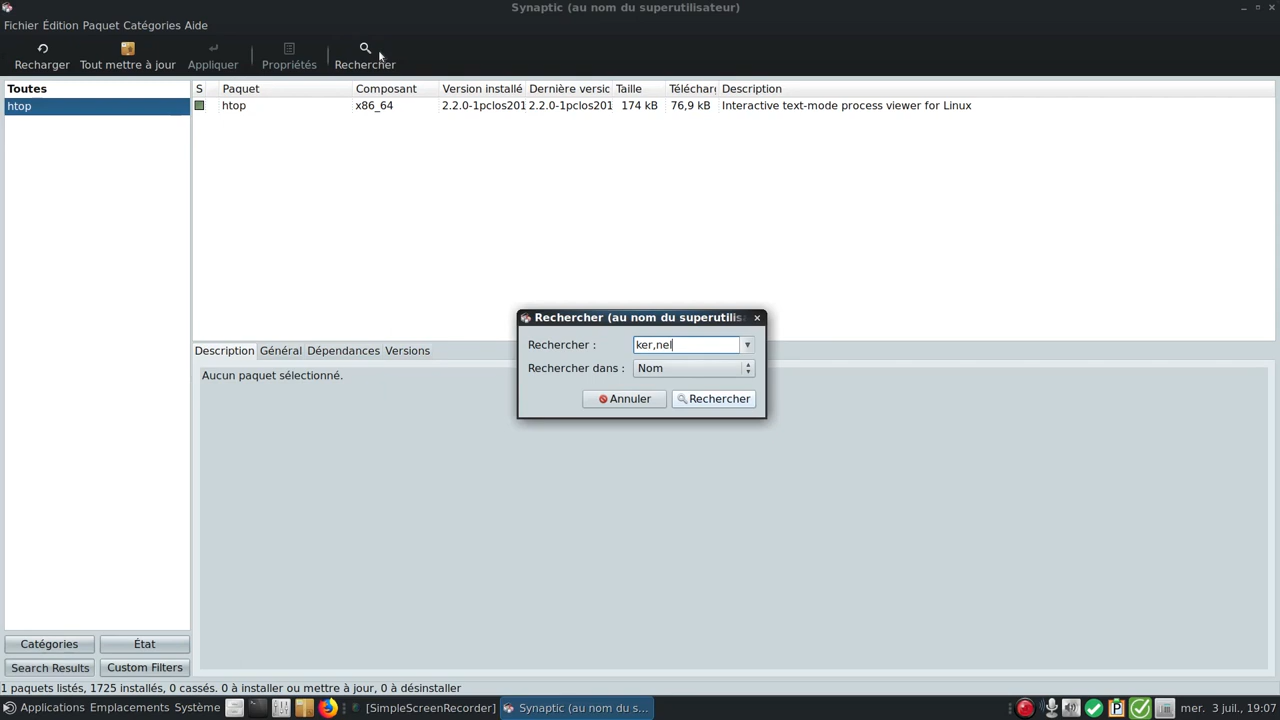 Synaptic (au nom du superutilisateur)
Fichier Édition Paquet Catégories Aide
Recharger Tout mettre à jour Appliquer Propriétés Rechercher
Toutes
htop
S Paquet Composant Version installé Dernière versic Taille Téléchar Description
htop x86_64 2.2.0-1pclos201 2.2.0-1pclos201 174 kB 76,9 kB Interactive text-mode process viewer for Linux
Rechercher (au nom du superutilis
Rechercher : ker,nel
Rechercher dans : Nom
Annuler Rechercher
Description Général Dépendances Versions
Aucun paquet sélectionné.
Catégories État
Search Results Custom Filters
1 paquets listés, 1725 installés, 0 cassés. 0 à installer ou mettre à jour, 0 à désinstaller
Applications Emplacements Système [SimpleScreenRecorder] Synaptic (au nom du s... mer. 3 juil., 19:07